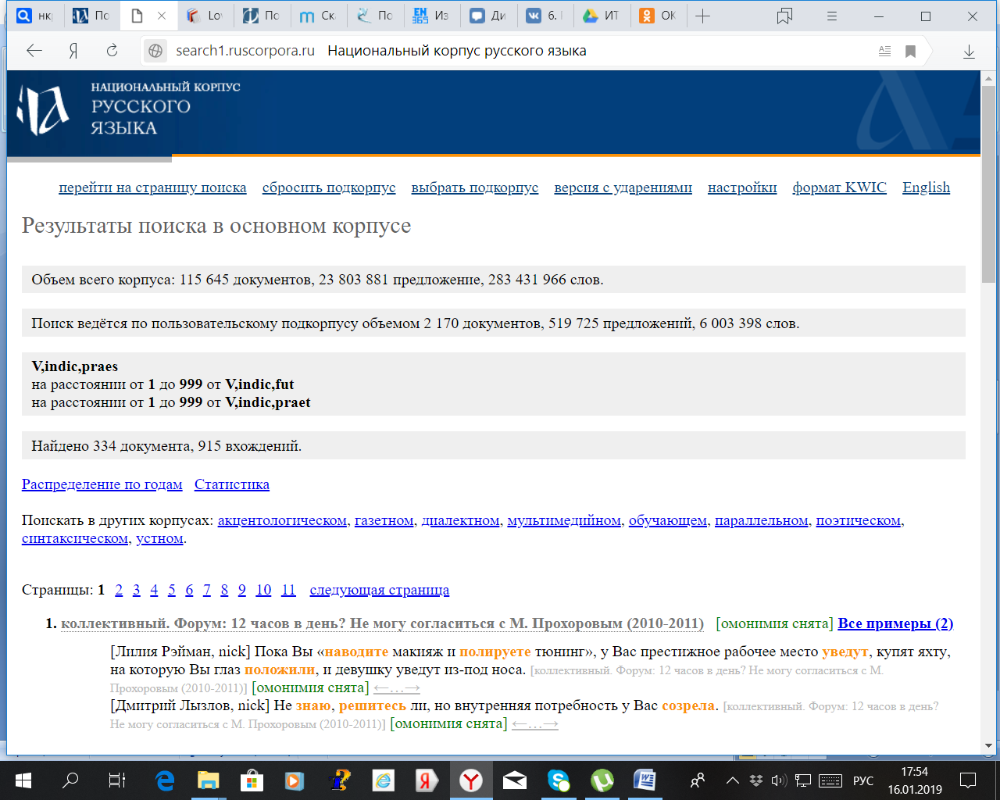 нк
По
Lo
По
Ск
По
EN
365
Из
Ди
6. I
ИТ
ОК
Я
search1.ruscorpora.ru Национальный корпус русского языка
НАЦИОНАЛЬНЫЙ КОРПУС
РУССКОГО
ЯЗЫКА
перейти на страницу поиска сбросить подкорпус выбрать подкорпус версия с ударениями настройки формат KWIC English
Результаты поиска в основном корпусе
Объем всего корпуса: 115 645 документов, 23 803 881 предложение, 283 431 966 слов.
Поиск ведётся по пользовательскому подкорпусу объемом 2 170 документов, 519 725 предложений, 6 003 398 слов.
V,indic,praes
на расстоянии от 1 до 999 от V,indic,fut
на расстоянии от 1 до 999 от V,indic,praet
Найдено 334 документа, 915 вхождений.
Распределение по годам Статистика
Поискать в других корпусах: акцентологическом, газетном, диалектном, мультимедийном, обучающем, параллельном, поэтическом,
синтаксическом, устном.
Страницы: 1 2 3 4 5 6 7 8 9 10 11 следующая страница
1. коллективный. Форум: 12 часов в день? Не могу согласиться с М. Прохоровым (2010-2011) [омонимия снята] Все примеры (2)
[Лилия Рэйман, nick] Пока Вы «наводите макияж и полируете тюнинг», у Вас престижное рабочее место уведут, купят яхту,
на которую Вы глаз положили, и девушку уведут из-под носа. [коллективный. Форум: 12 часов в день? Не могу согласиться с М.
Прохоровым (2010-2011)] [омонимия снята] ←…→
[Дмитрий Лызлов, nick] Не знаю, решитесь ли, но внутренняя потребность у Вас созрела. [коллективный. Форум: 12 часов в день?
Не могу согласиться с М. Прохоровым (2010-2011)] [омонимия снята] ←…→
РУС
17:54
16.01.2019